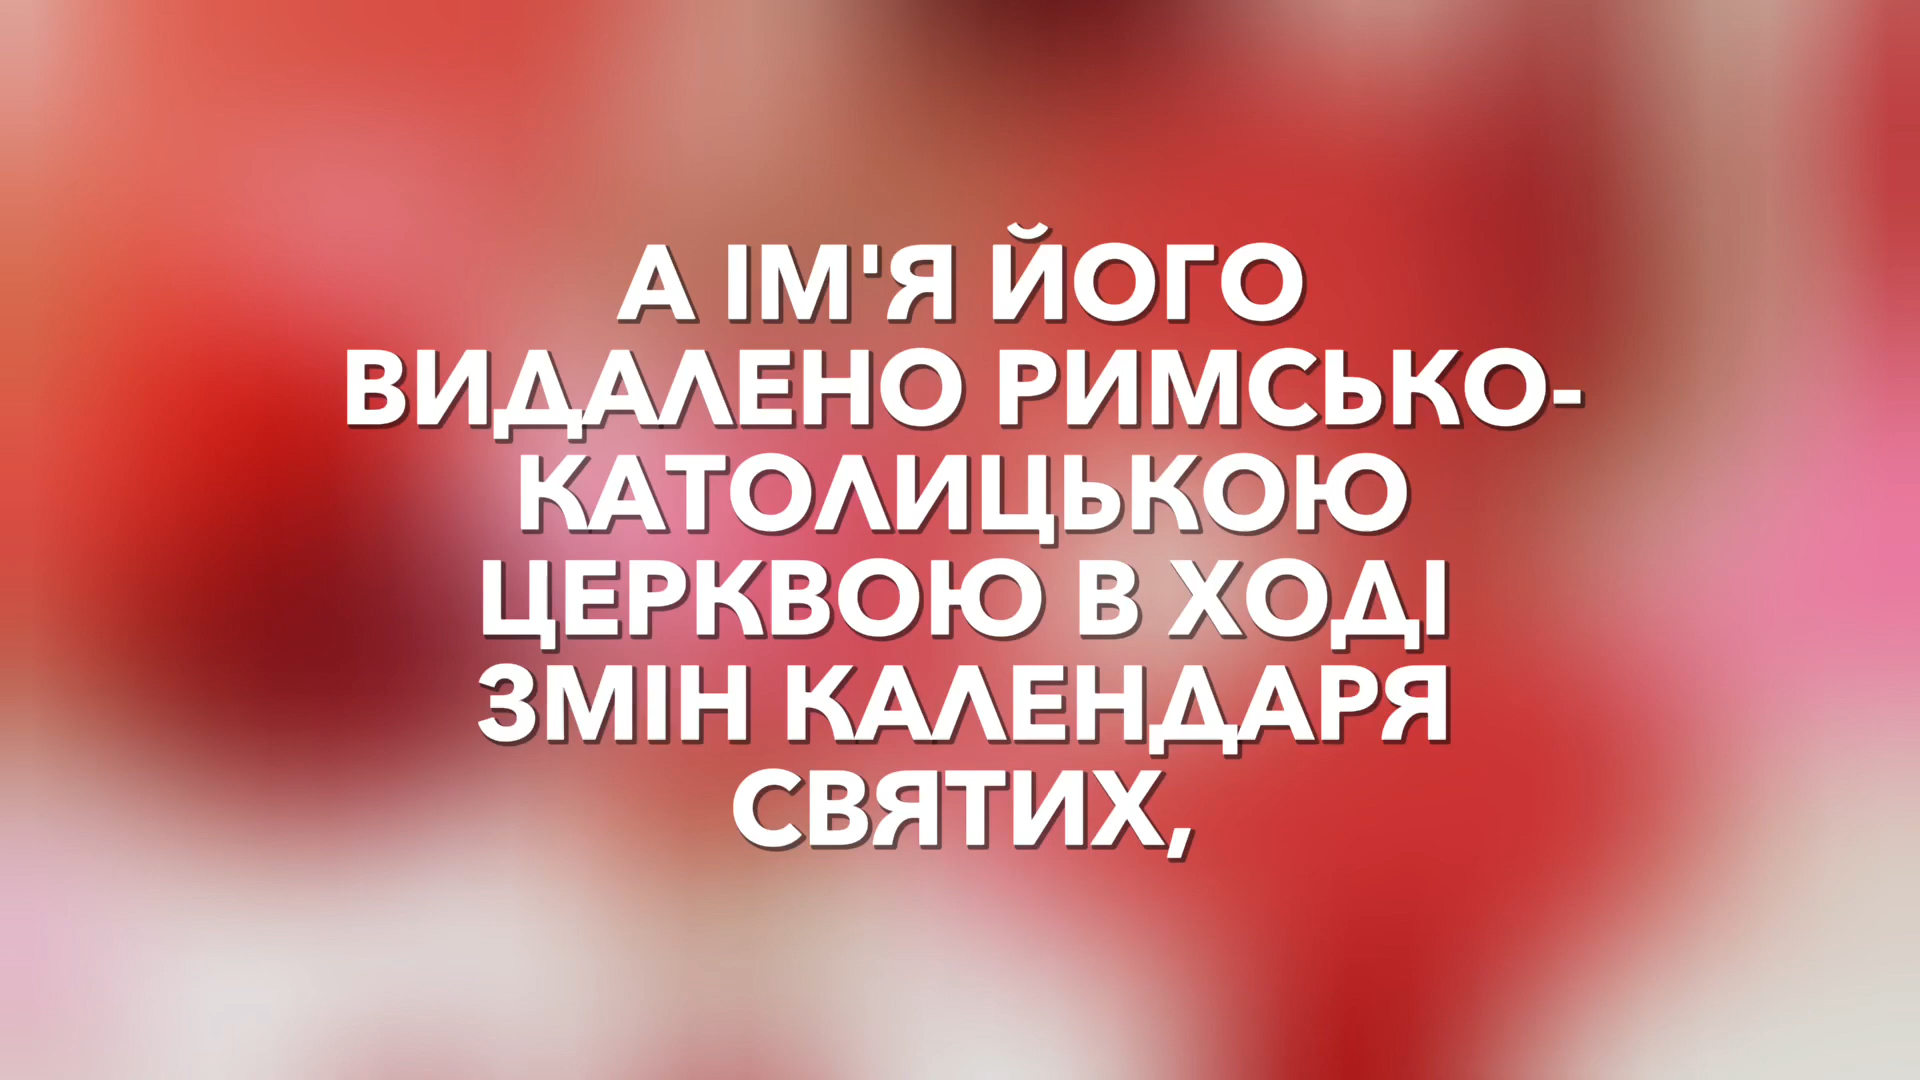 А ІМ'Я ЙОГО
ВИДАЛЕНО РИМСЬКО-
КАТОЛИЦЬКОЮ
ЦЕРКВОЮ В ХОДІ
ЗМІН КАЛЕНДАРЯ
СВЯТИХ,